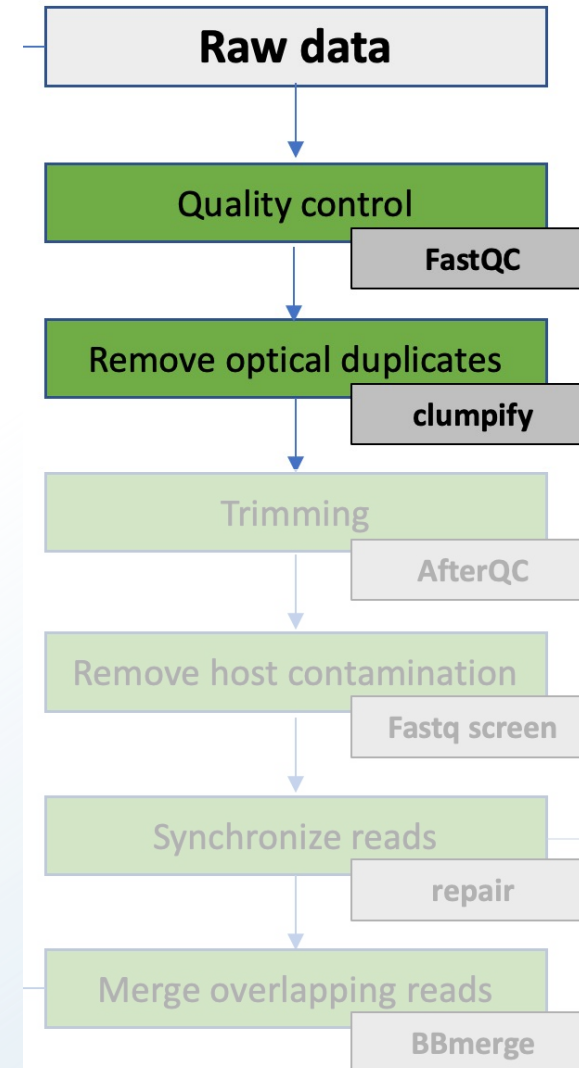 Raw data
Quality control
FastQC
Remove optical duplicates
clumpify
Trimming
AfterQC
Remove host contamination
Fastq screen
Synchronize reads
repair
Merge overlapping reads
BBmerge